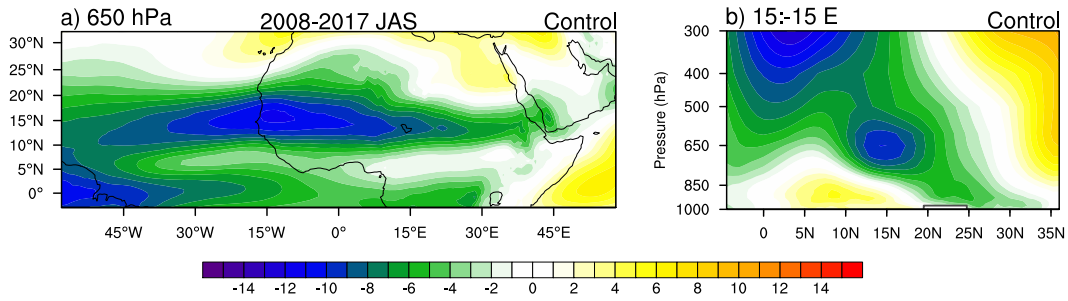 a) 650 hPa 2008-2017 JAS Control
30°N
25°N
20°N
15°N
10°N
5°N
0°
45°W 30°W 15°W 0° 15°E 30°E 45°E
b) 15:-15 E Control
Pressure (hPa)
300
400
500
650
850
1000
0 5N 10N 15N 20N 25N 30N 35N
-14 -12 -10 -8 -6 -4 -2 0 2 4 6 8 10 12 14